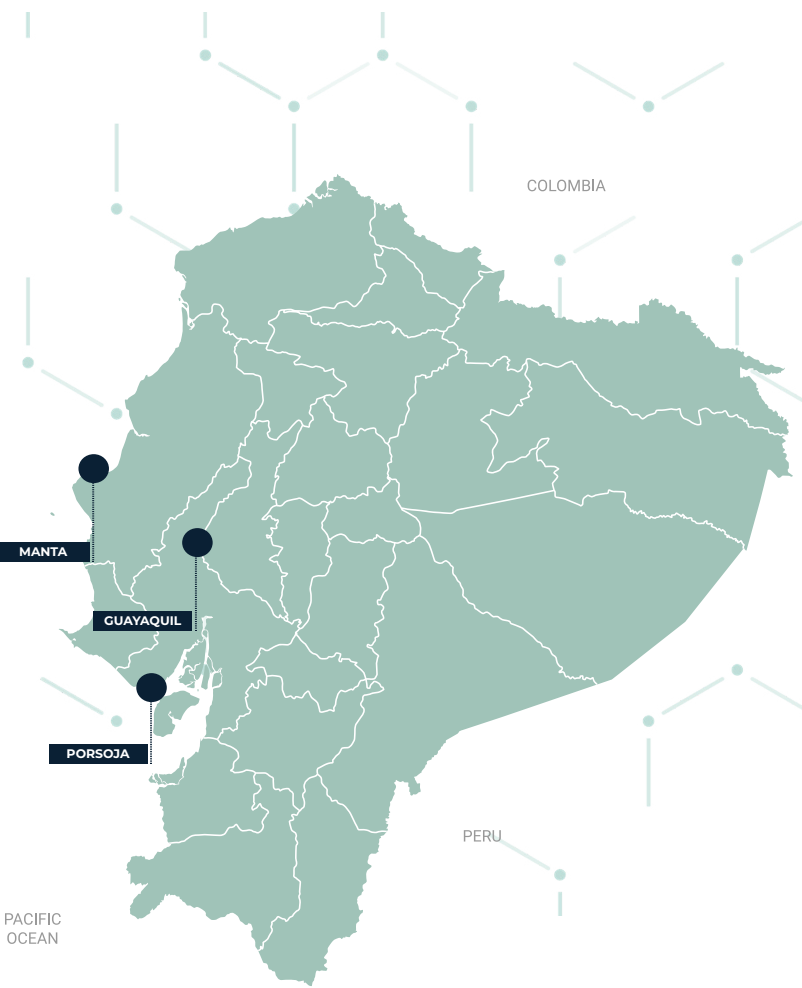 COLOMBIA
MANTA
GUAYAQUIL
PORSOJA
PERU
PACIFIC
OCEAN